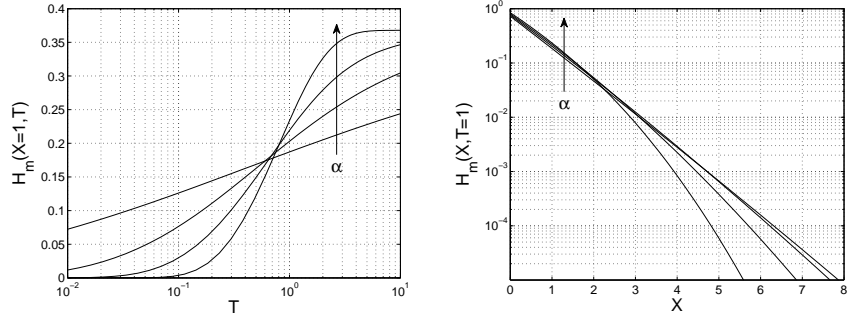 0.4
0.35
0.3
0.25
0.2
0.15
0.1
0.05
0
H_m(X=1,T)
α
10^-2 10^-1 10^0 10^1
T
10^0
10^-1
10^-2
10^-3
10^-4
H_m(X,T=1)
α
0 1 2 3 4 5 6 7 8
X